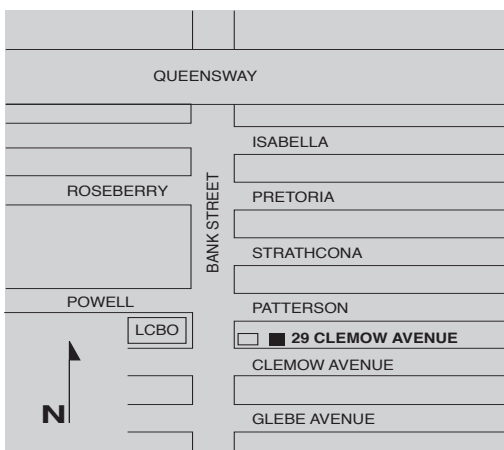 QUEENSWAY
ISABELLA
ROSEBERRY
PRETORIA
BANK STREET
STRATHCONA
POWELL
PATTERSON
LCBO
29 CLEMOW AVENUE
CLEMOW AVENUE
N
GLEBE AVENUE